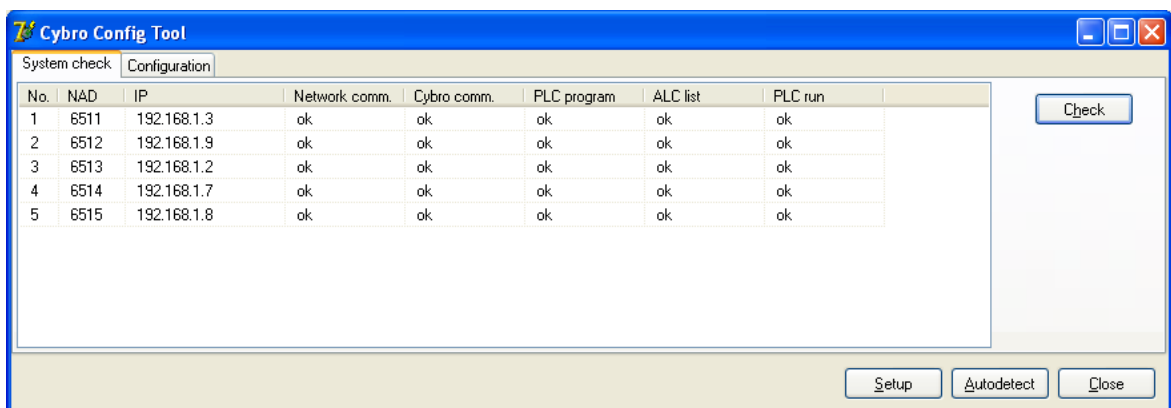 Cybro Config Tool
System check Configuration
No. NAD IP Network comm. Cybro comm. PLC program ALC list PLC run
1 6511 192.168.1.3 ok ok ok ok ok
2 6512 192.168.1.9 ok ok ok ok ok
3 6513 192.168.1.2 ok ok ok ok ok
4 6514 192.168.1.7 ok ok ok ok ok
5 6515 192.168.1.8 ok ok ok ok ok
Check
Setup Autodetect Close